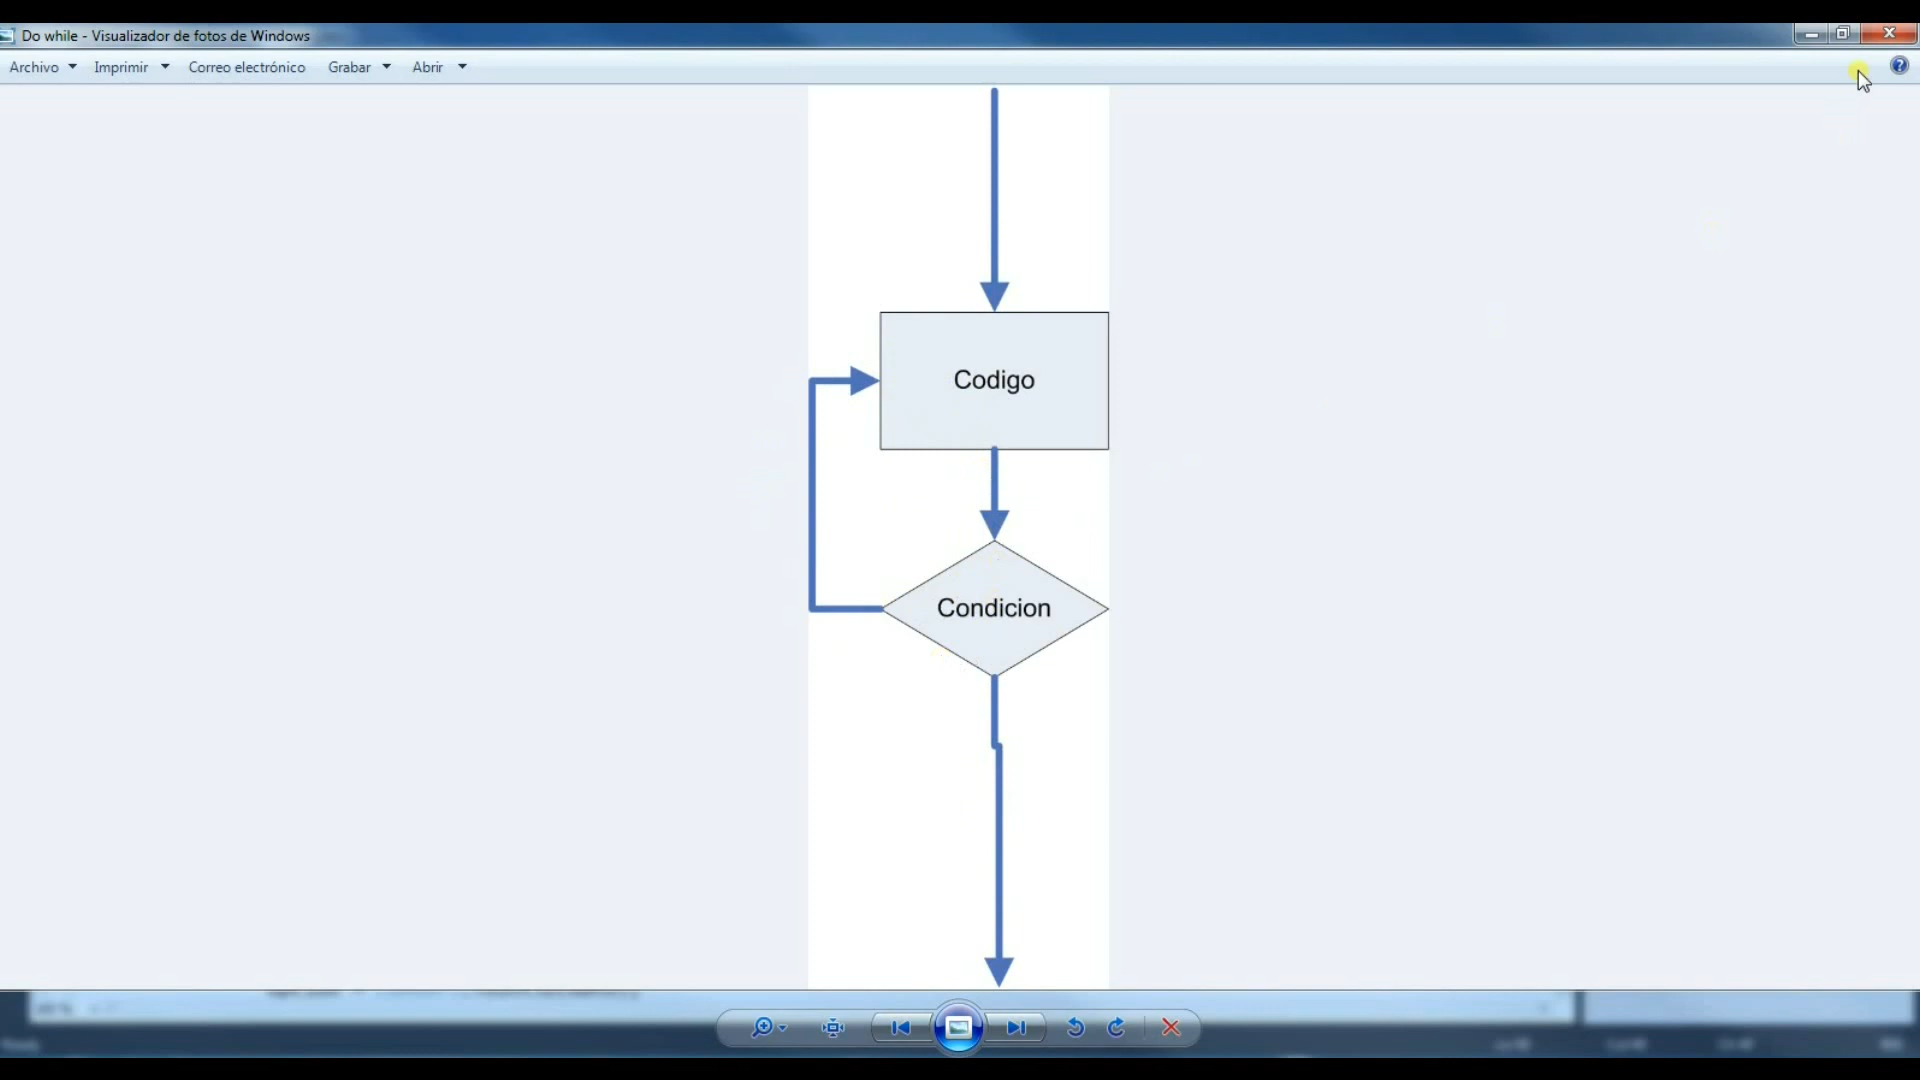 Do while - Visualizador de fotos de Windows
Archivo Imprimir Correo electrónico Grabar Abrir
Codigo
Condicion